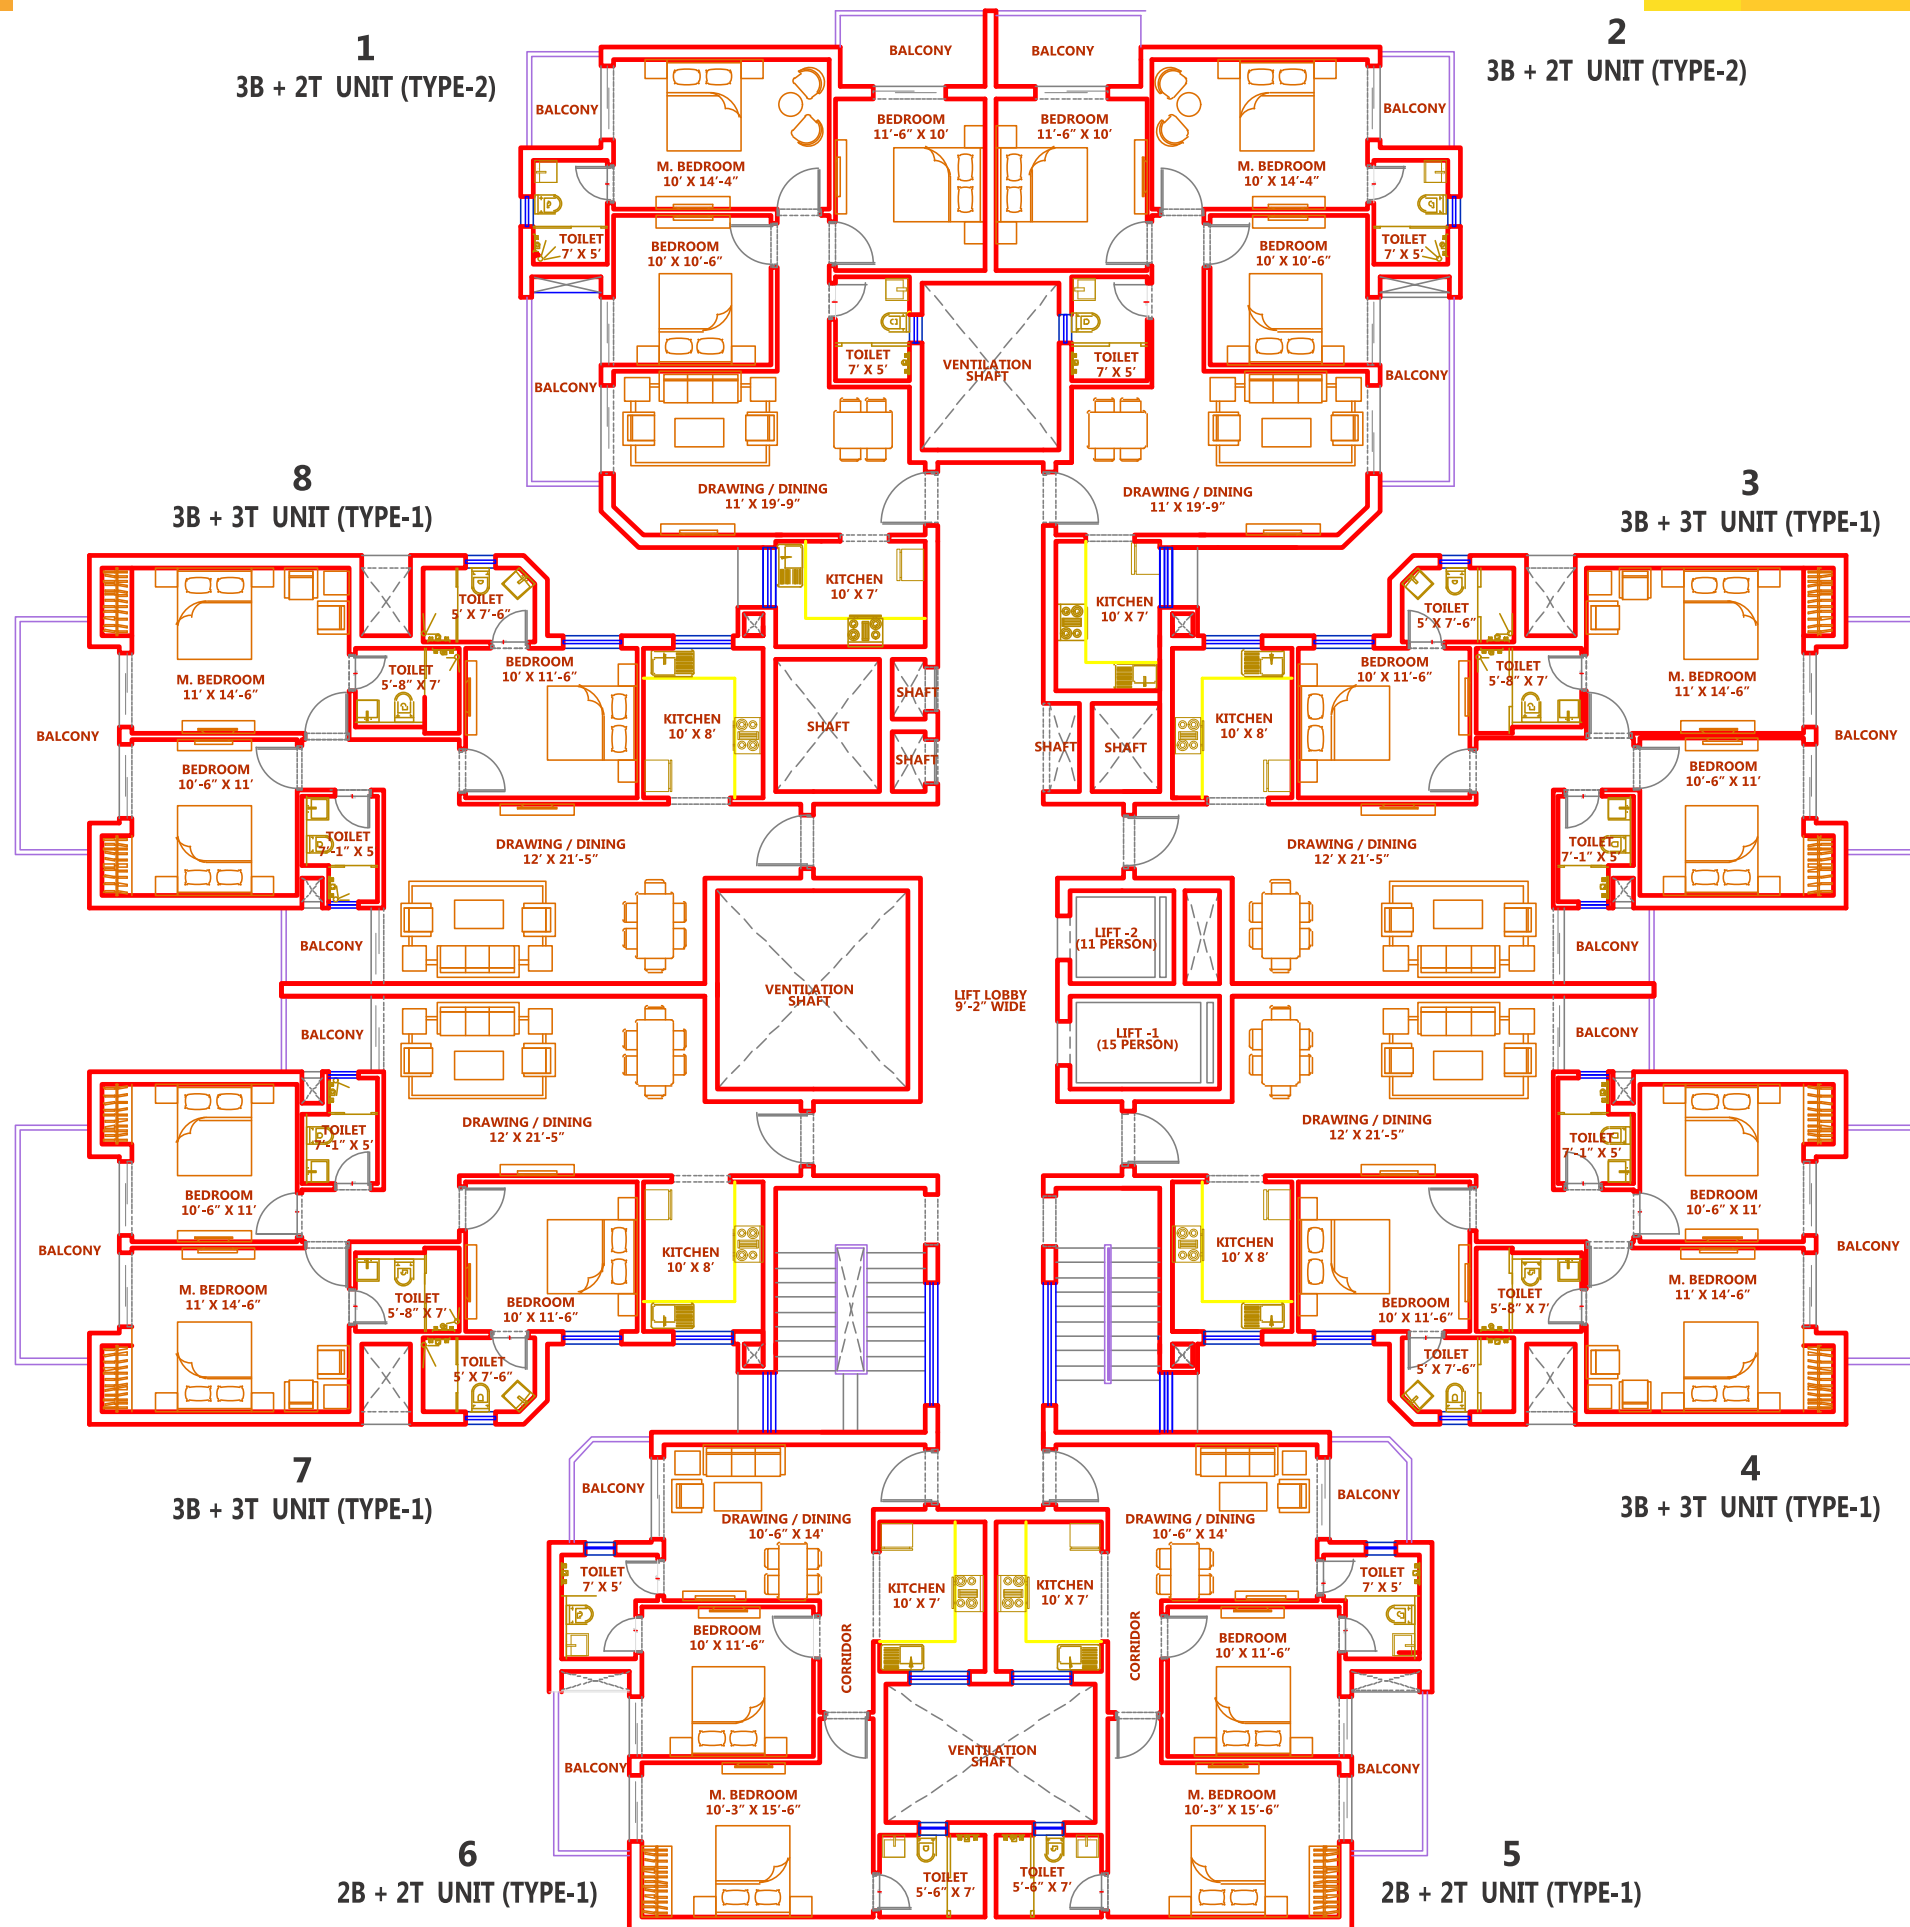 1
3B + 2T UNIT (TYPE-2)
2
3B + 2T UNIT (TYPE-2)
BALCONY
BALCONY
BALCONY
BALCONY
BEDROOM
11'-6" X 10'
BEDROOM
11'-6" X 10'
M. BEDROOM
10' X 14'-4"
M. BEDROOM
10' X 14'-4"
TOILET
7' X 5'
BEDROOM
10' X 10'-6"
BEDROOM
10' X 10'-6"
TOILET
7' X 5'
TOILET
7' X 5'
VENTILATION
SHAFT
TOILET
7' X 5'
BALCONY
BALCONY
DRAWING / DINING
11' X 19'-9"
DRAWING / DINING
11' X 19'-9"
8
3B + 3T UNIT (TYPE-1)
3
3B + 3T UNIT (TYPE-1)
KITCHEN
10' X 7'
KITCHEN
10' X 7'
TOILET
5' X 7'-6"
TOILET
5' X 7'-6"
M. BEDROOM
11' X 14'-6"
TOILET
5'-8" X 7'
BEDROOM
10' X 11'-6"
BEDROOM
10' X 11'-6"
TOILET
5'-8" X 7'
M. BEDROOM
11' X 14'-6"
KITCHEN
10' X 8'
SHAFT
SHAFT
SHAFT
SHAFT
SHAFT
KITCHEN
10' X 8'
BALCONY
BALCONY
BEDROOM
10'-6" X 11'
BEDROOM
10'-6" X 11'
TOILET
7'-1" X 5
TOILET
7'-1" X 5'
DRAWING / DINING
12' X 21'-5"
DRAWING / DINING
12' X 21'-5"
BALCONY
LIFT -2
(11 PERSON)
BALCONY
VENTILATION
SHAFT
LIFT LOBBY
9'-2" WIDE
BALCONY
LIFT -1
(15 PERSON)
BALCONY
TOILET
7'-1" X 5'
DRAWING / DINING
12' X 21'-5"
DRAWING / DINING
12' X 21'-5"
TOILET
7'-1" X 5'
BEDROOM
10'-6" X 11'
BEDROOM
10'-6" X 11'
BALCONY
BALCONY
KITCHEN
10' X 8'
KITCHEN
10' X 8'
M. BEDROOM
11' X 14'-6"
TOILET
5'-8" X 7'
BEDROOM
10' X 11'-6"
BEDROOM
10' X 11'-6"
TOILET
5'-8" X 7'
M. BEDROOM
11' X 14'-6"
TOILET
5' X 7'-6"
TOILET
5' X 7'-6"
7
3B + 3T UNIT (TYPE-1)
4
3B + 3T UNIT (TYPE-1)
BALCONY
BALCONY
DRAWING / DINING
10'-6" X 14'
DRAWING / DINING
10'-6" X 14'
TOILET
7' X 5'
KITCHEN
10' X 7'
KITCHEN
10' X 7'
TOILET
7' X 5'
BEDROOM
10' X 11'-6"
CORRIDOR
CORRIDOR
BEDROOM
10' X 11'-6"
VENTILATION
SHAFT
BALCONY
BALCONY
M. BEDROOM
10'-3" X 15'-6"
M. BEDROOM
10'-3" X 15'-6"
TOILET
5'-6" X 7'
TOILET
5'-6" X 7'
6
2B + 2T UNIT (TYPE-1)
5
2B + 2T UNIT (TYPE-1)